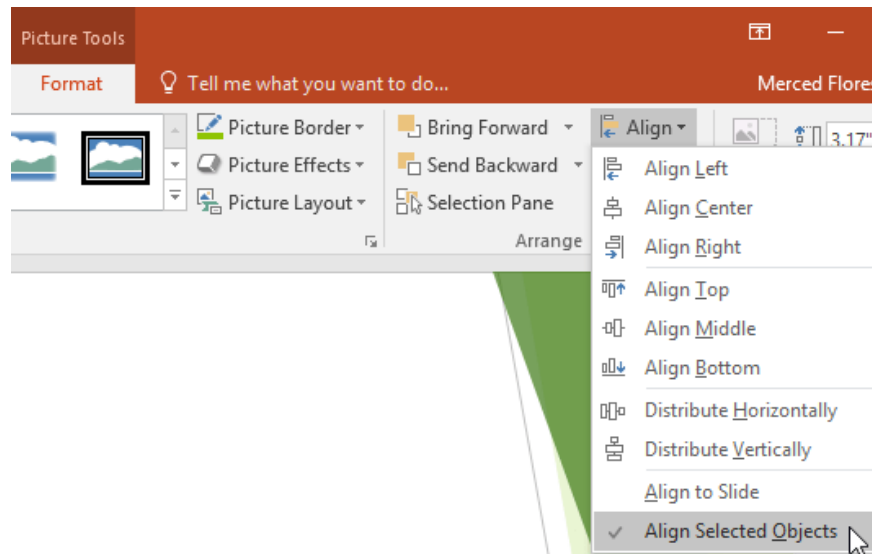 Picture Tools
Format
Tell me what you want to do...
Merced Flores
Picture Border
Picture Effects
Picture Layout
Bring Forward
Send Backward
Selection Pane
Arrange
Align
3.17"
Align Left
Align Center
Align Right
Align Top
Align Middle
Align Bottom
Distribute Horizontally
Distribute Vertically
Align to Slide
Align Selected Objects